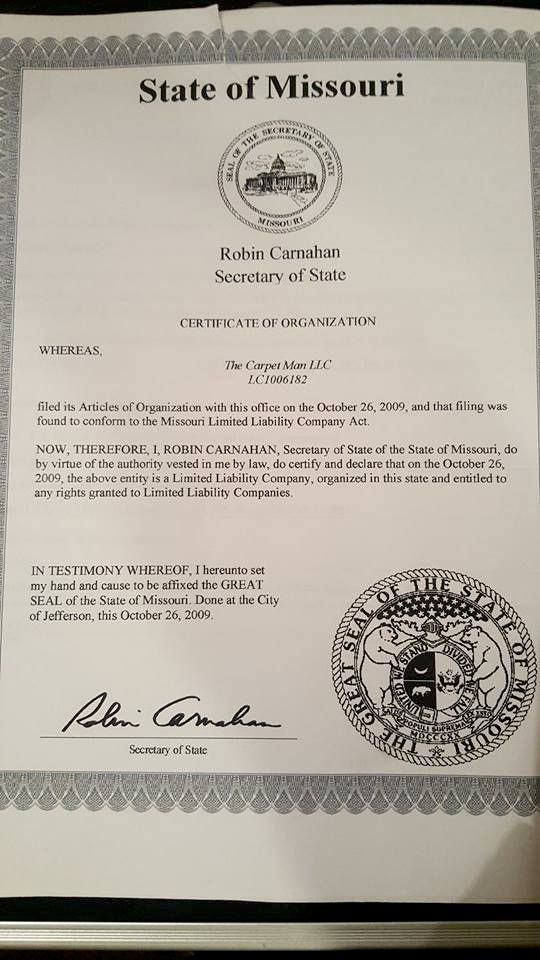 State of Missouri
SEAL OF THE SECRETARY OF STATE
MISSOURI
Robin Carnahan
Secretary of State
CERTIFICATE OF ORGANIZATION
WHEREAS,
The Carpet Man LLC
LC1006182
filed its Articles of Organization with this office on the October 26, 2009, and that filing was
found to conform to the Missouri Limited Liability Company Act.
NOW, THEREFORE, I, ROBIN CARNAHAN, Secretary of State of the State of Missouri, do
by virtue of the authority vested in me by law, do certify and declare that on the October 26,
2009, the above entity is a Limited Liability Company, organized in this state and entitled to
any rights granted to Limited Liability Companies.
IN TESTIMONY WHEREOF, I hereunto set
my hand and cause to be affixed the GREAT
SEAL of the State of Missouri. Done at the City
of Jefferson, this October 26, 2009.
THE GREAT SEAL OF THE STATE OF MISSOURI
UNITED WE STAND DIVIDED WE FALL
POPULI SUPREMA
MDCCCXX
Robin Carnahan
Secretary of State